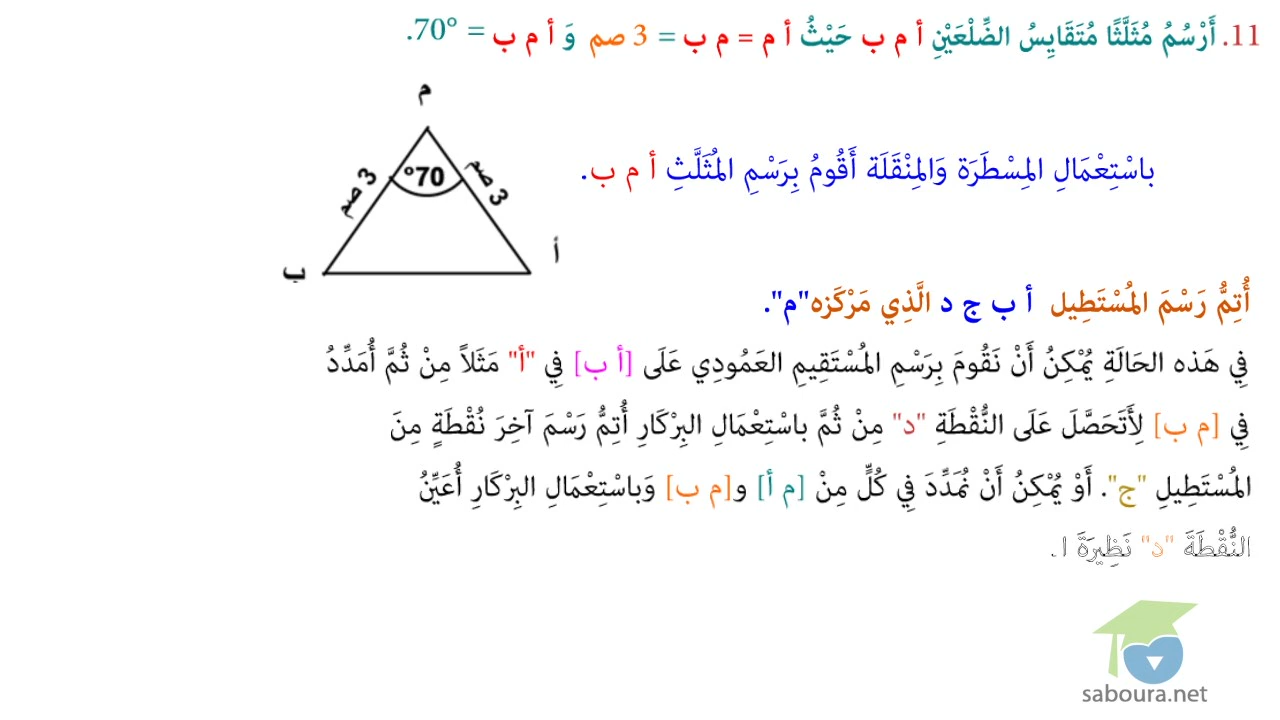 11. أَرْسُمُ مُثَلَّثًا مُتَقَايِسُ الضِّلْعَيْنِ أ م ب حَيْثُ أ م = م ب = 3 صم وَ أ م ب = 70°.
م
70°
3 صم
3 صم
أ
ب
باسْتِعْمَالِ المِسْطَرَة وَالمِنْقَلَة أَقُومُ بِرَسْمِ المُثَلَّثِ أ م ب.
أُتِمُّ رَسْمَ المُسْتَطِيل أ ب ج د الَّذِي مَرْكَزه"م".
فِي هَذه الحَالَةِ يُمْكِنُ أَنْ نَقُومَ بِرَسْمِ المُسْتَقِيمِ العَمُودِي عَلَى [أ ب] فِي "أ" مَثَلاً مِنْ ثُمَّ أُمَدِّدُ
فِي [م ب] لِأَتَحَصَّلَ عَلَى النُّقْطَةِ "د" مِنْ ثُمَّ باسْتِعْمَالِ البِرْكَارِ أُتِمُّ رَسْمَ آخِرَ نُقْطَةٍ مِنَ
المُسْتَطِيلِ "ج". أَوْ يُمْكِنُ أَنْ نُمَدِّدَ فِي كُلٍّ مِنْ [م أ] و[م ب] وَباسْتِعْمَالِ البِرْكَارِ أُعَيِّنُ
النُّقْطَةَ "د" نَظِيرَةَ ا.
saboura.net